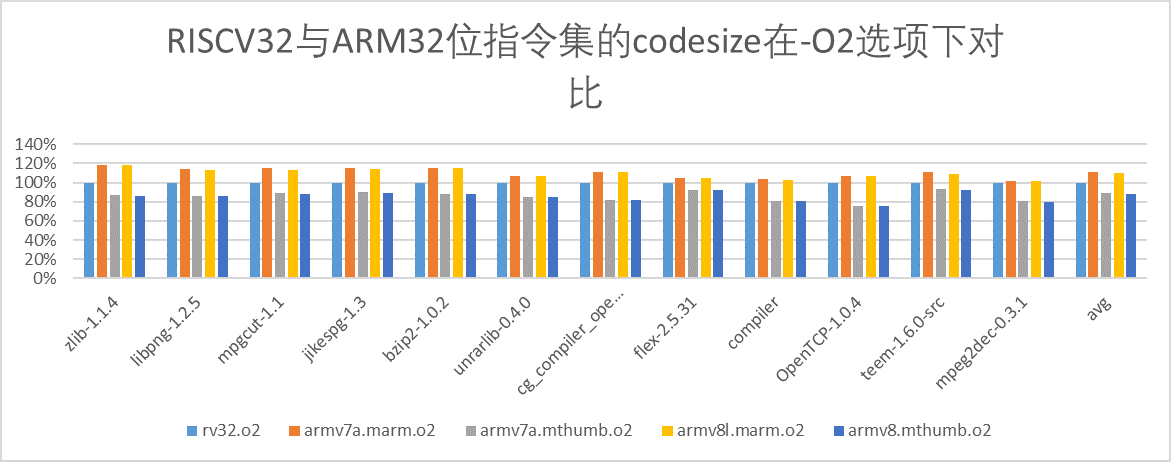 RISCV32与ARM32位指令集的codesize在-O2选项下对
比
140%
120%
100%
80%
60%
40%
20%
0%
zlib-1.1.4
libpng-1.2.5
mpgcut-1.1
jikespg-1.3
bzip2-1.0.2
unrarlib-0.4.0
cg_compiler_ope...
flex-2.5.31
compiler
OpenTCP-1.0.4
teem-1.6.0-src
mpeg2dec-0.3.1
avg
rv32.o2 armv7a.marm.o2 armv7a.mthumb.o2 armv8l.marm.o2 armv8.mthumb.o2